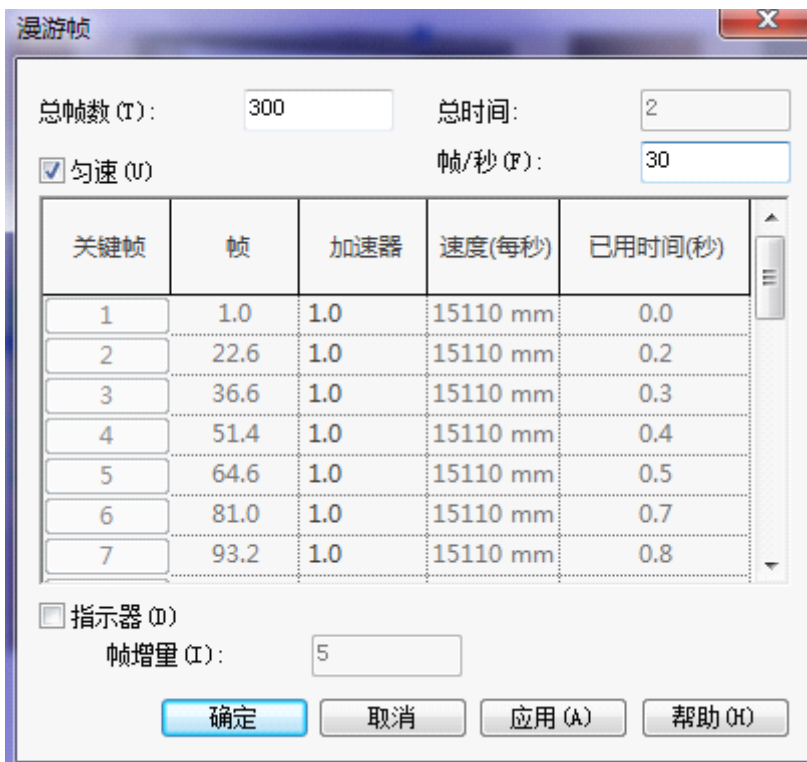 漫游帧
总帧数(T): 300 总时间: 2
匀速(U) 帧/秒(F): 30
关键帧 帧 加速器 速度(每秒) 已用时间(秒)
1 1.0 1.0 15110 mm 0.0
2 22.6 1.0 15110 mm 0.2
3 36.6 1.0 15110 mm 0.3
4 51.4 1.0 15110 mm 0.4
5 64.6 1.0 15110 mm 0.5
6 81.0 1.0 15110 mm 0.7
7 93.2 1.0 15110 mm 0.8
指示器(D)
帧增量(I): 5
确定 取消 应用(A) 帮助(H)